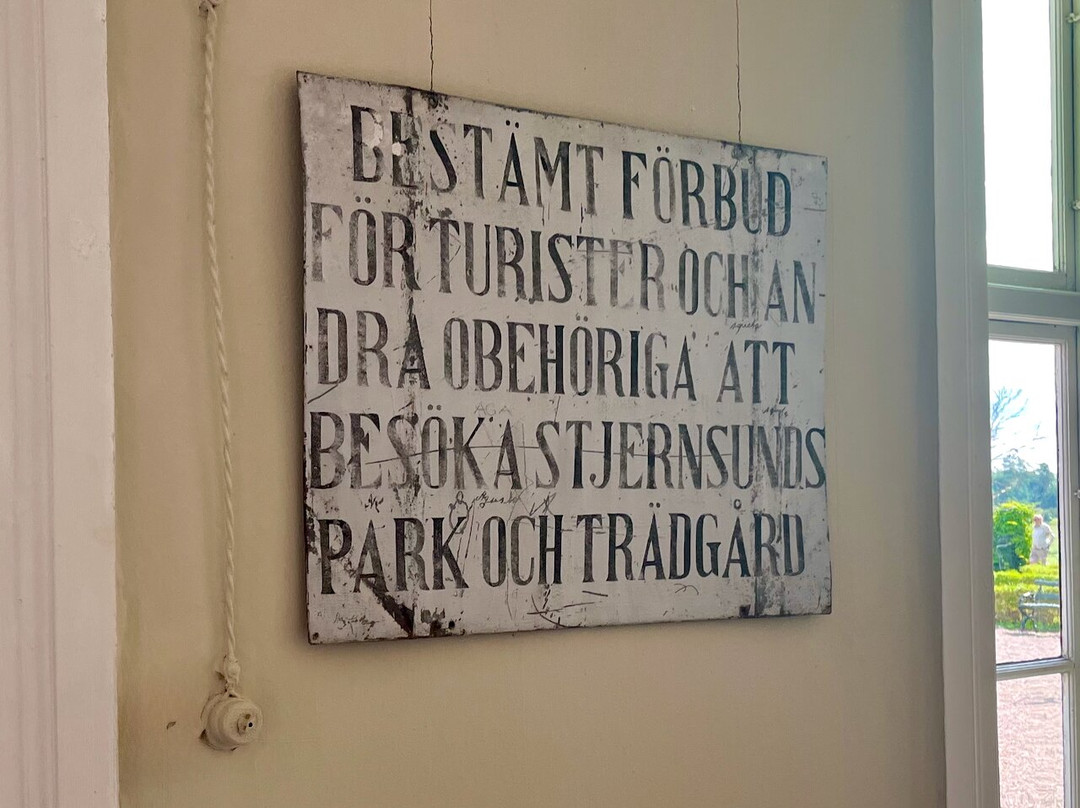 BESTÄMT FÖRBUD
FÖR TURISTER OCH AN
DRA OBEHÖRIGA ATT
BESÖKA STJERNSUNDS
PARK OCH TRÄDGÅRD